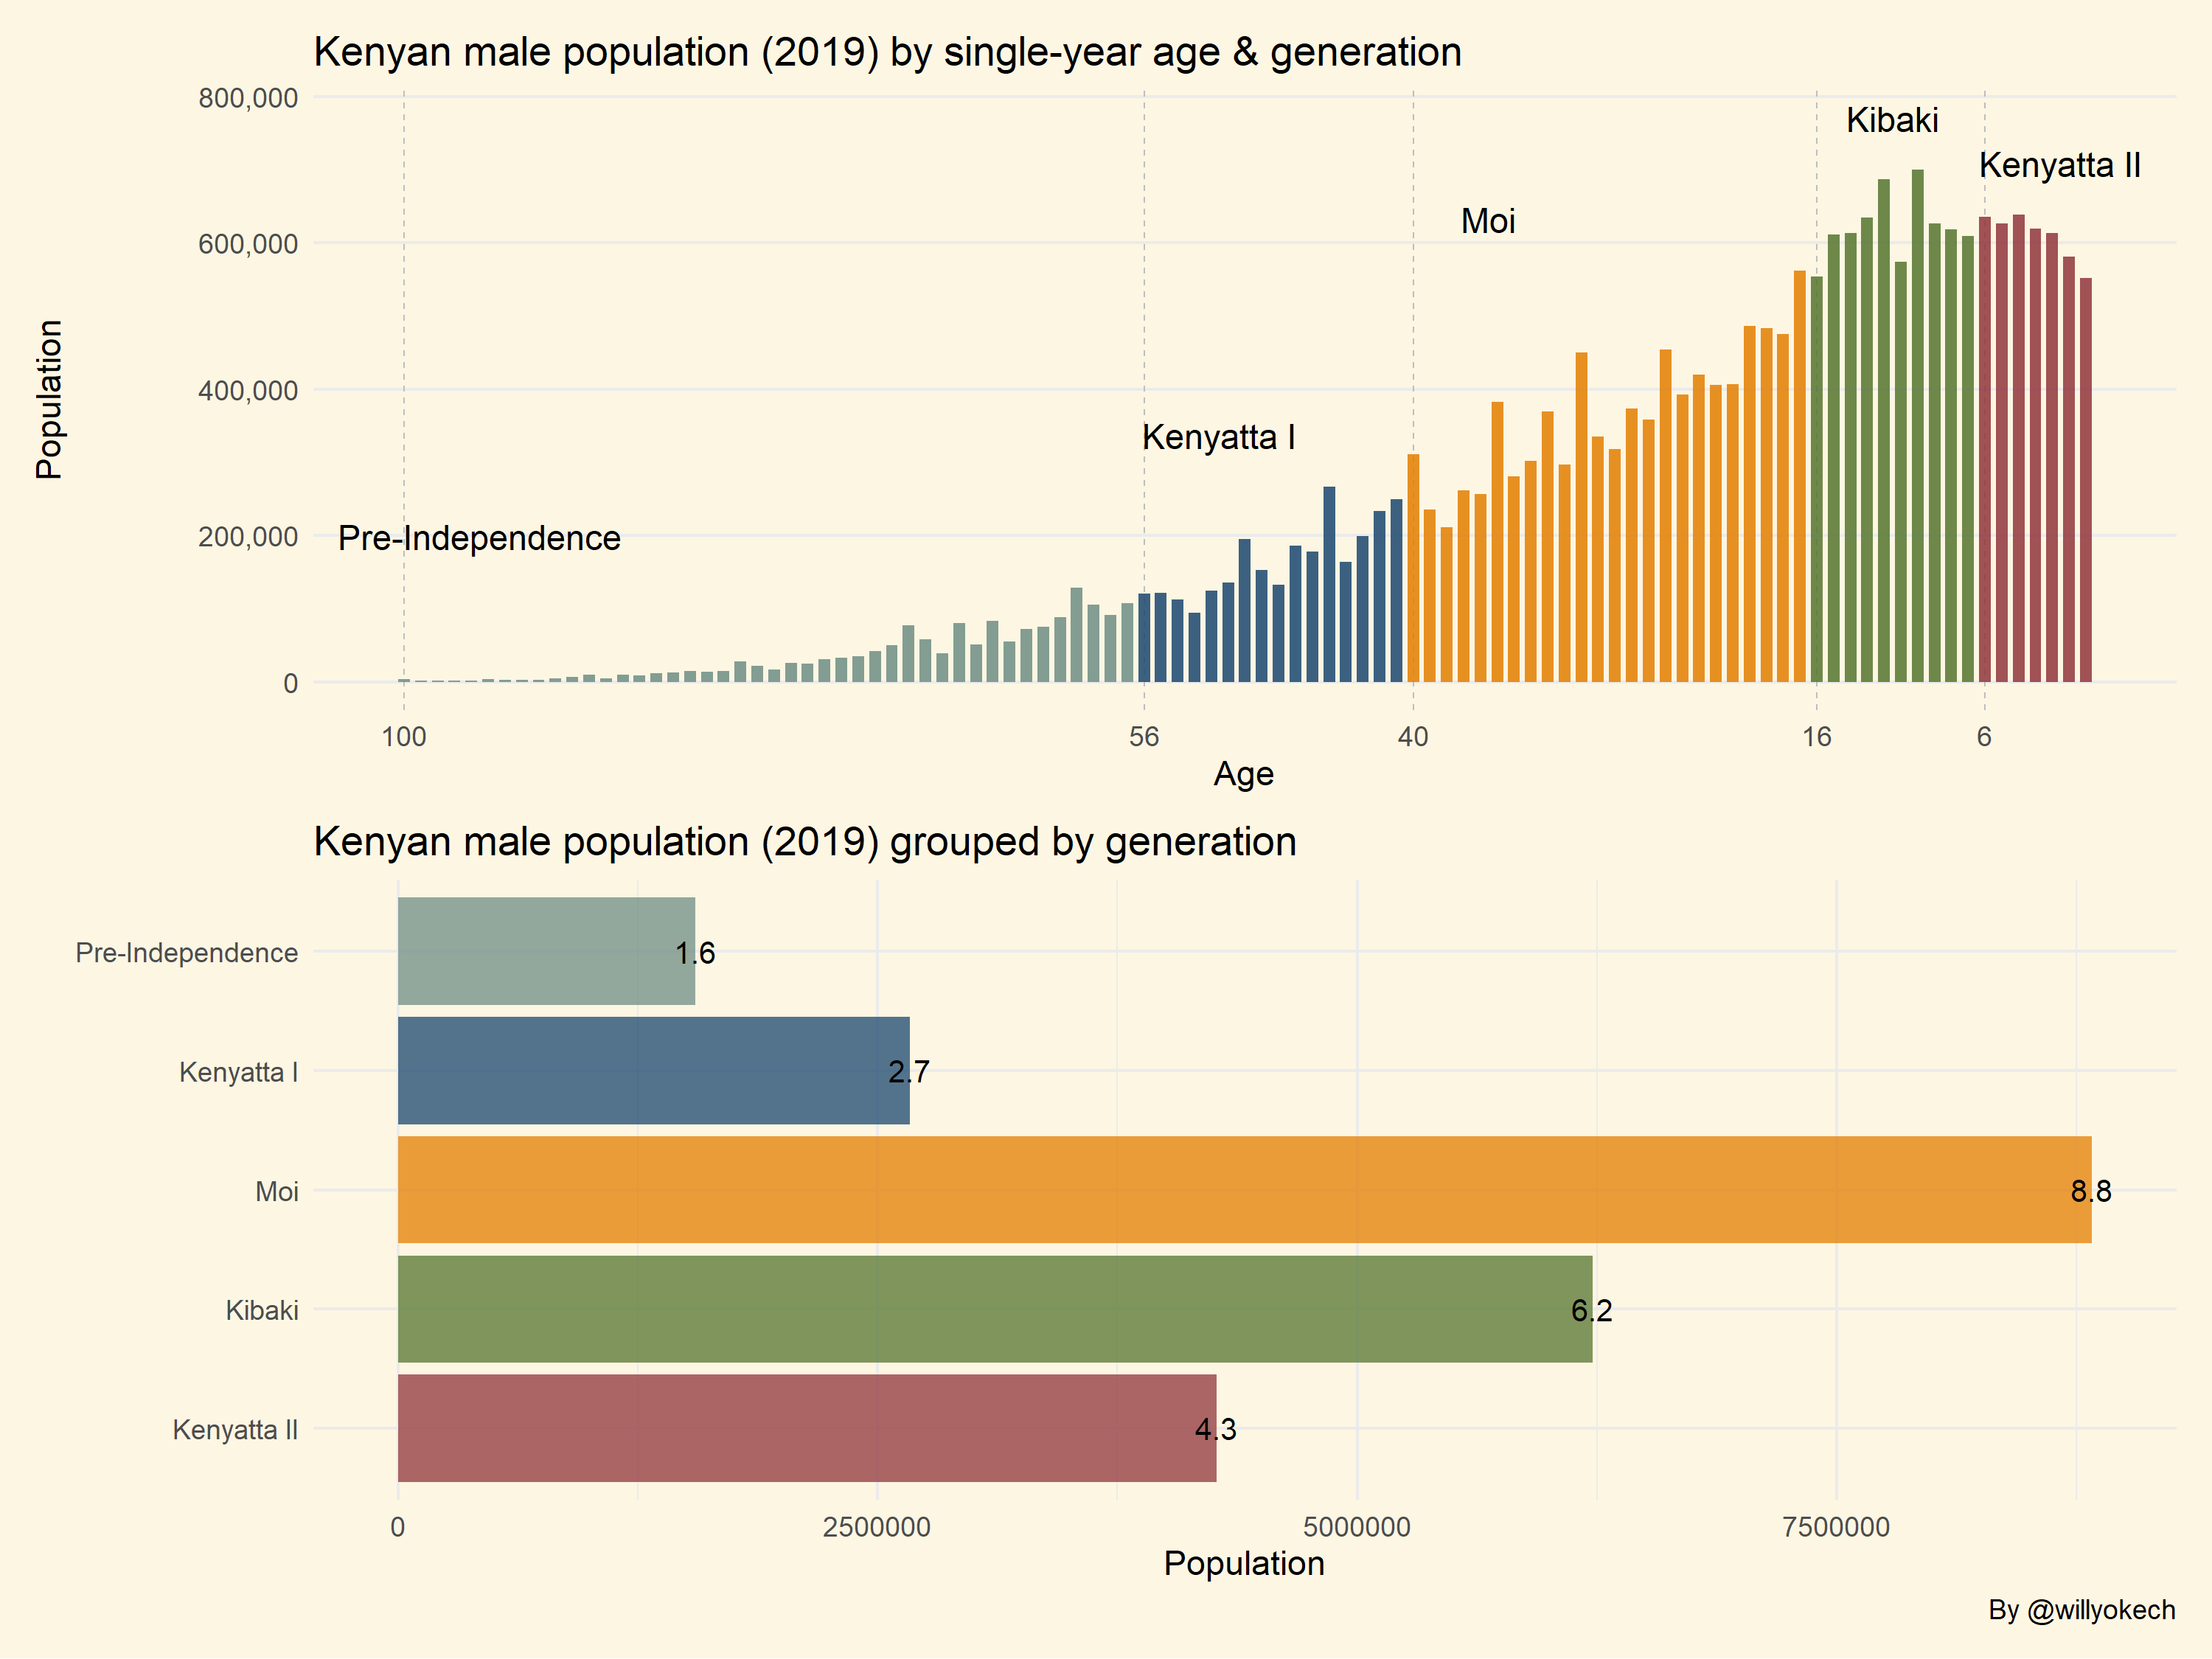 Kenyan male population (2019) by single-year age & generation
800,000
600,000
400,000
200,000
0
Population
Pre-Independence
Kenyatta I
Moi
Kibaki
Kenyatta II
100
56
40
16
6
Age
Kenyan male population (2019) grouped by generation
Pre-Independence
1.6
Kenyatta I
2.7
Moi
8.8
Kibaki
6.2
Kenyatta II
4.3
0
2500000
5000000
7500000
Population
By @willyokech